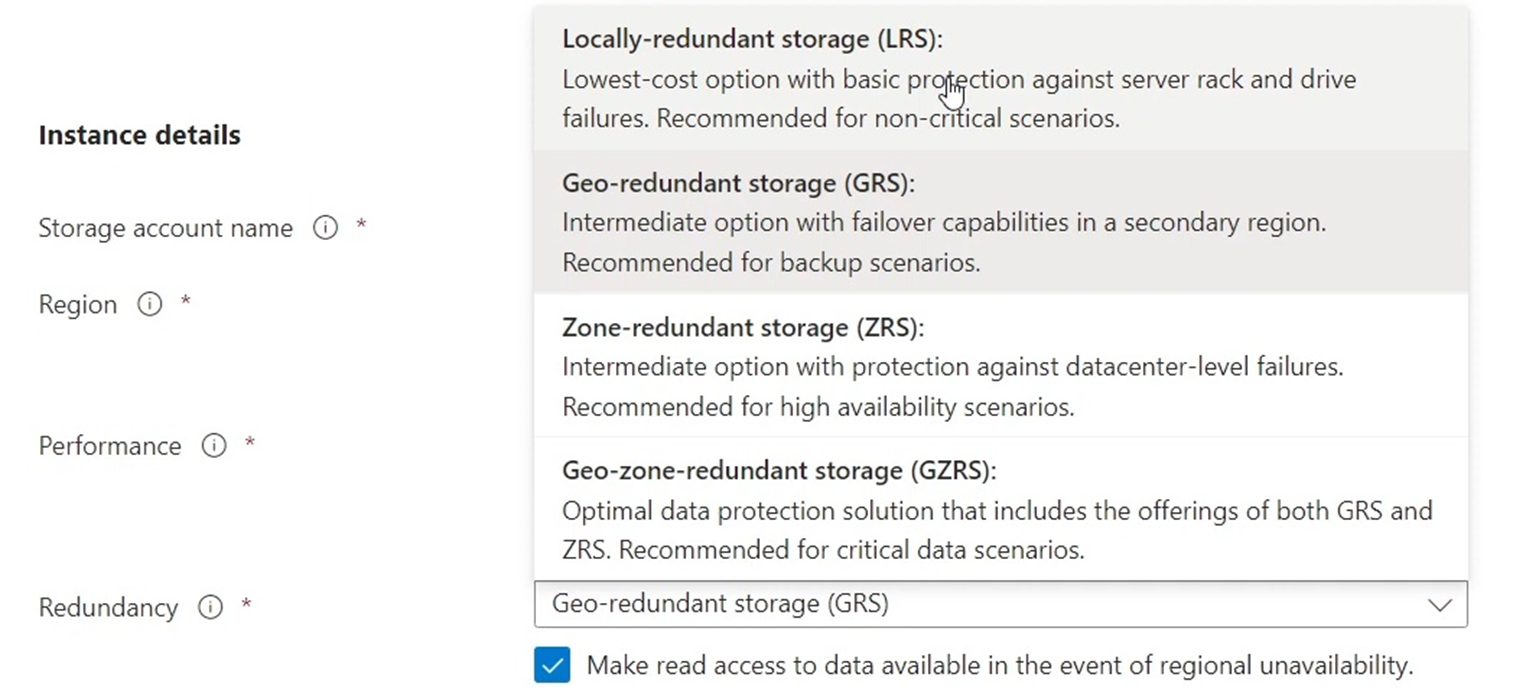 Locally-redundant storage (LRS):
Lowest-cost option with basic protection against server rack and drive
failures. Recommended for non-critical scenarios.
Instance details
Geo-redundant storage (GRS):
Intermediate option with failover capabilities in a secondary region.
Recommended for backup scenarios.
Storage account name *
Region *
Zone-redundant storage (ZRS):
Intermediate option with protection against datacenter-level failures.
Recommended for high availability scenarios.
Performance *
Geo-zone-redundant storage (GZRS):
Optimal data protection solution that includes the offerings of both GRS and
ZRS. Recommended for critical data scenarios.
Redundancy *
Geo-redundant storage (GRS)
Make read access to data available in the event of regional unavailability.